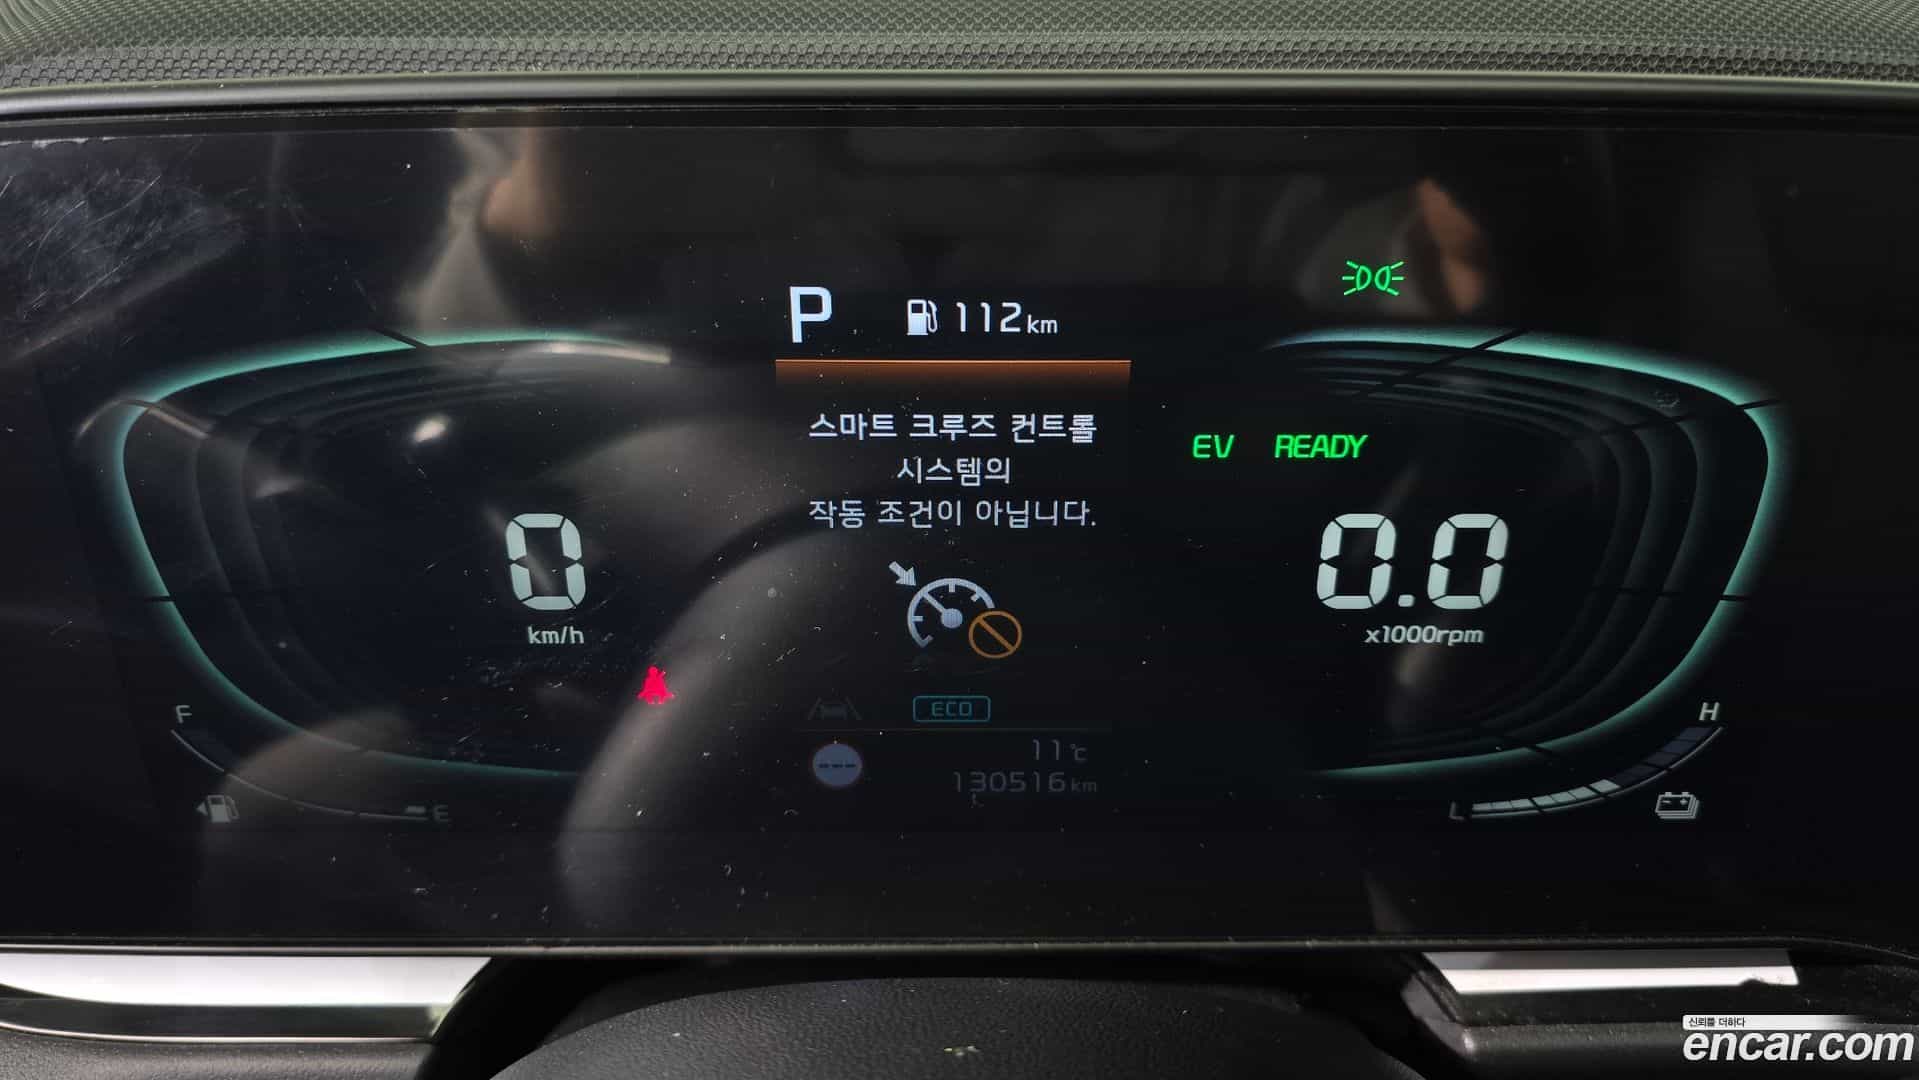 P 112km
스마트 크루즈 컨트롤
시스템의
작동 조건이 아닙니다.
EV READY
0
km/h
0.0
x1000rpm
F
E
ECO
---
11℃
130516km
H
L
신뢰를 더하다
encar.com